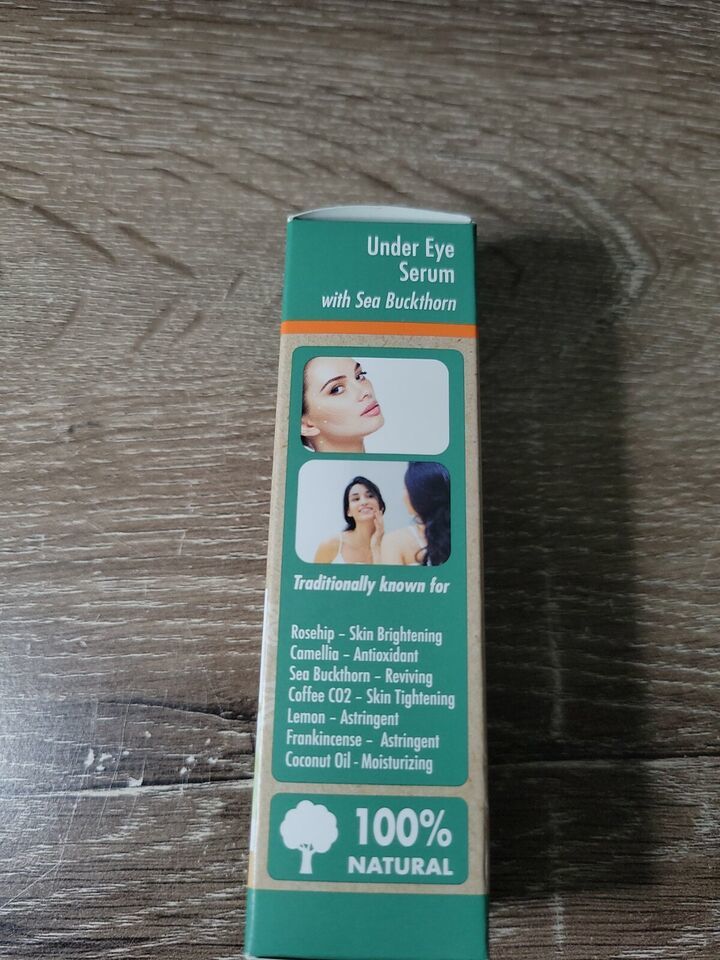 Under Eye
Serum
with Sea Buckthorn
Traditionally known for
Rosehip – Skin Brightening
Camellia – Antioxidant
Sea Buckthorn – Reviving
Coffee CO2 – Skin Tightening
Lemon – Astringent
Frankincense – Astringent
Coconut Oil - Moisturizing
100%
NATURAL